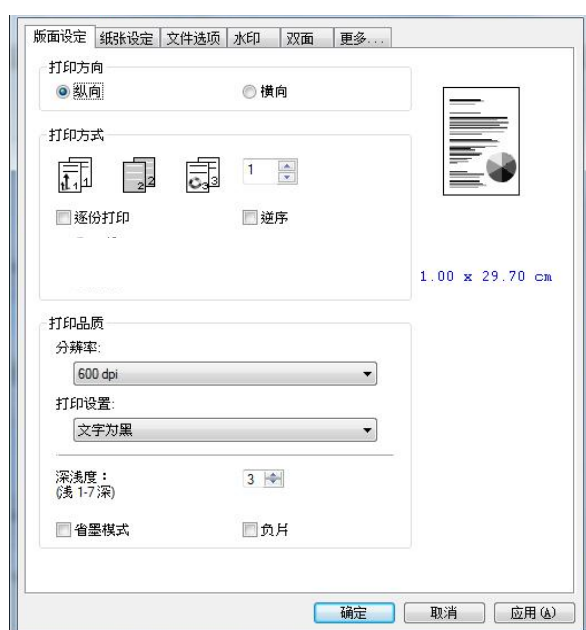 版面设定 纸张设定 文件选项 水印 双面 更多...
打印方向
纵向 横向
打印方式
1 1 2 2 3 3 1
逐份打印 逆序
1.00 x 29.70 cm
打印品质
分辨率:
600 dpi
打印设置:
文字为黑
深浅度：
(浅 1-7 深)
3
省墨模式 负片
确定 取消 应用(A)